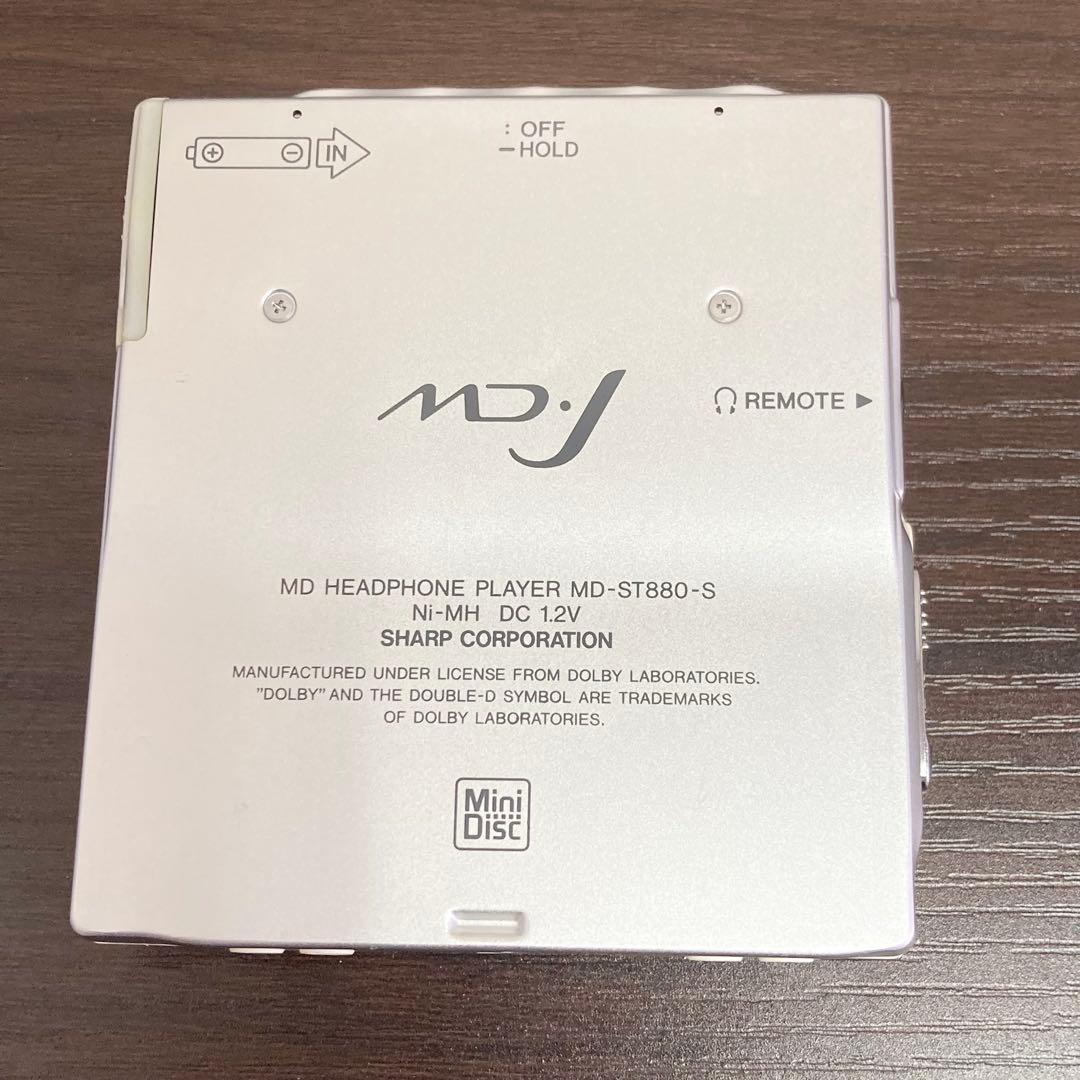 IN
: OFF
—HOLD
MD·J
REMOTE ▶
MD HEADPHONE PLAYER MD-ST880-S
Ni-MH DC 1.2V
SHARP CORPORATION
MANUFACTURED UNDER LICENSE FROM DOLBY LABORATORIES.
"DOLBY" AND THE DOUBLE-D SYMBOL ARE TRADEMARKS
OF DOLBY LABORATORIES.
Mini
Disc